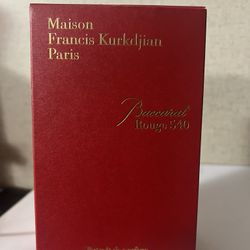 Maison
Francis Kurkdjian
Paris
Baccarat
Rouge 540